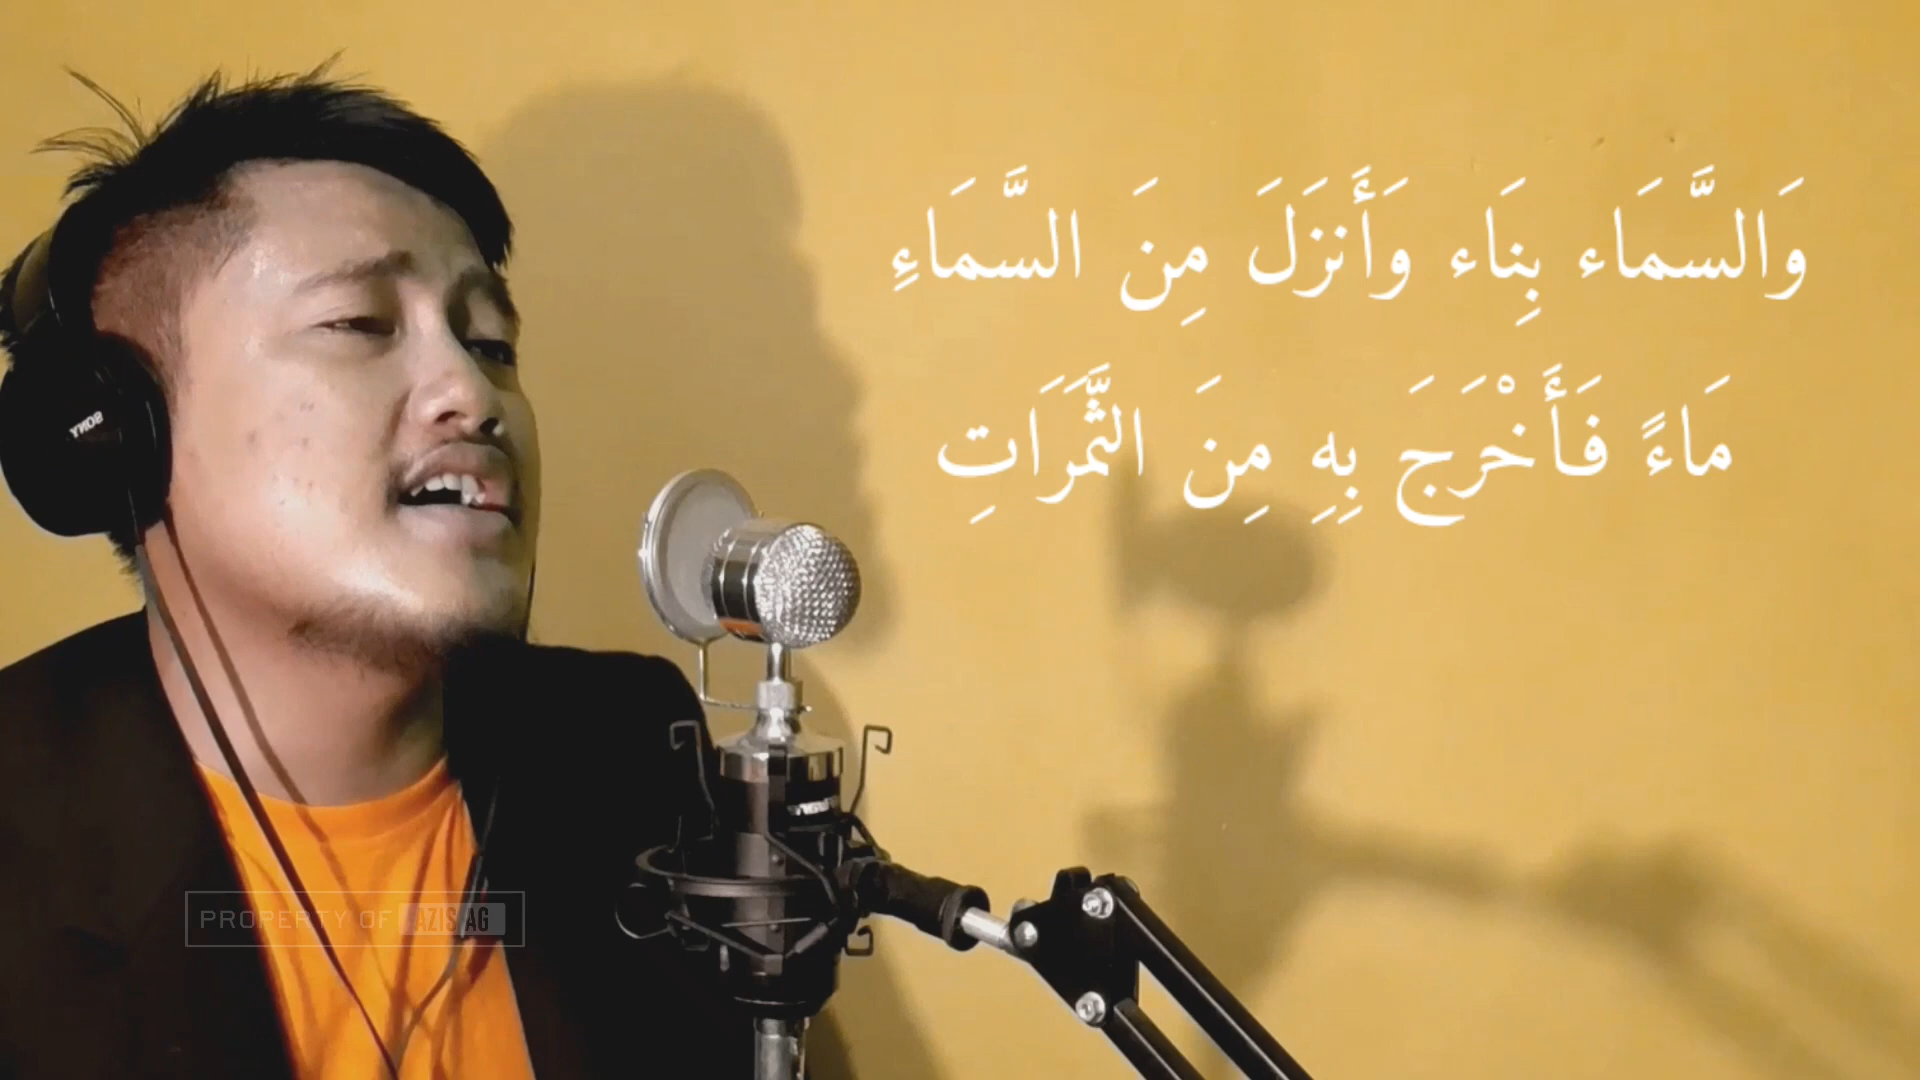 وَالسَّمَاء بِنَاء وَأَنزَلَ مِنَ السَّمَاءِ
مَاءً فَأَخْرَجَ بِهِ مِنَ الثَّمَرَاتِ
SONY
PROPERTY OF AZIS AG